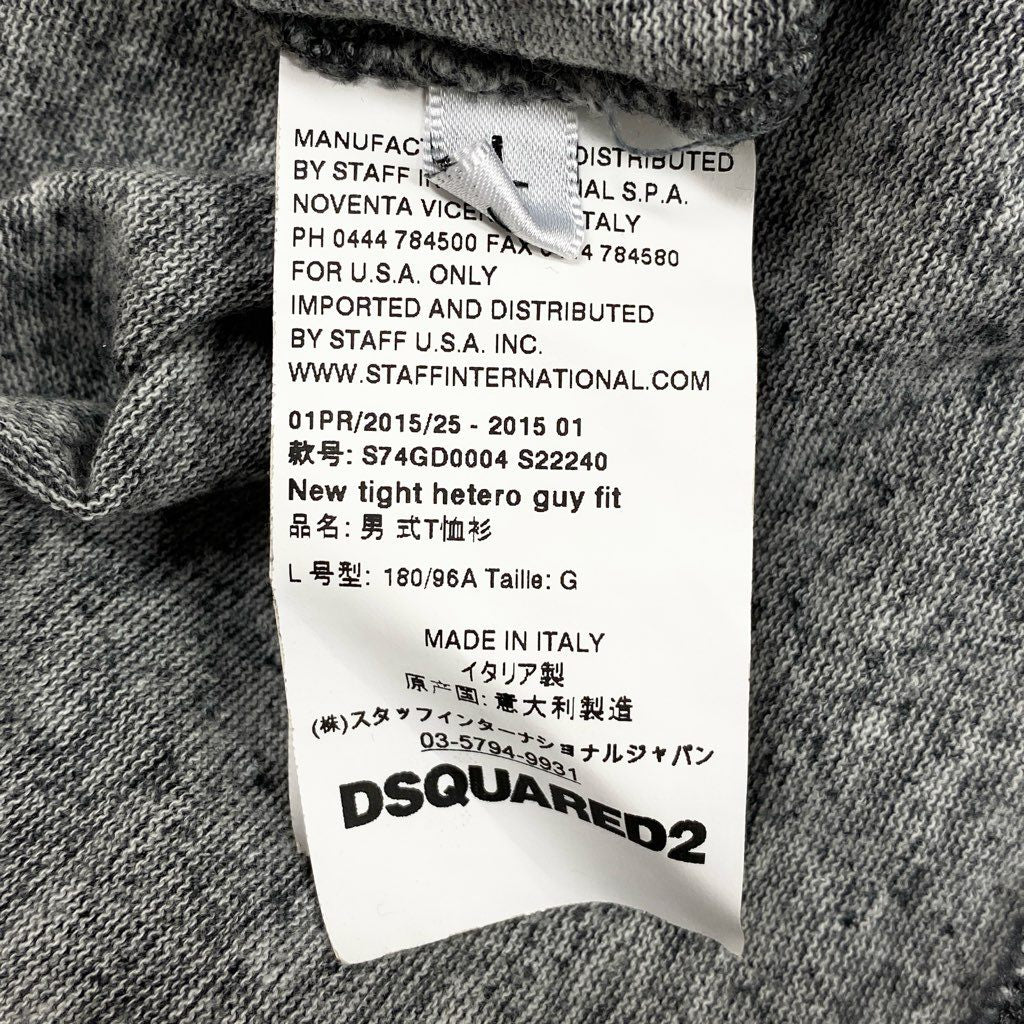 L
MANUFAC DISTRIBUTED
BY STAFF S.P.A.
NOVENTA
PH 0444 784500 FAX 784580
FOR U.S.A. ONLY
IMPORTED AND DISTRIBUTED
BY STAFF U.S.A. INC.
WWW.STAFFINTERNATIONAL.COM
01PR/2015/25 - 2015 01
款号: S74GD0004 S22240
New tight hetero guy fit
品名: 男 式T恤衫
L 号型: 180/96A Taille: G
MADE IN ITALY
イタリア製
原产国: 意大利製造
(株)スタッフインターナショナルジャパン
03-5794-9931
DSQUARED2